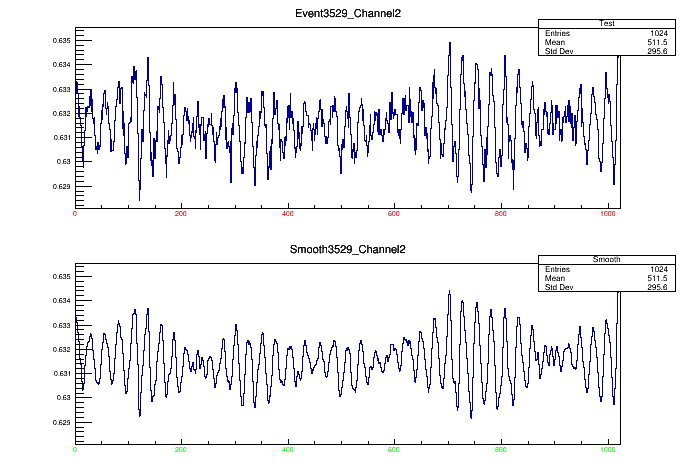 Event3529_Channel2
Test
Entries 1024
Mean 511.5
Std Dev 295.6
0.635
0.634
0.633
0.632
0.631
0.63
0.629
0 200 400 600 800 1000
Smooth3529_Channel2
Smooth
Entries 1024
Mean 511.5
Std Dev 295.6
0.635
0.634
0.633
0.632
0.631
0.63
0.629
0 200 400 600 800 1000